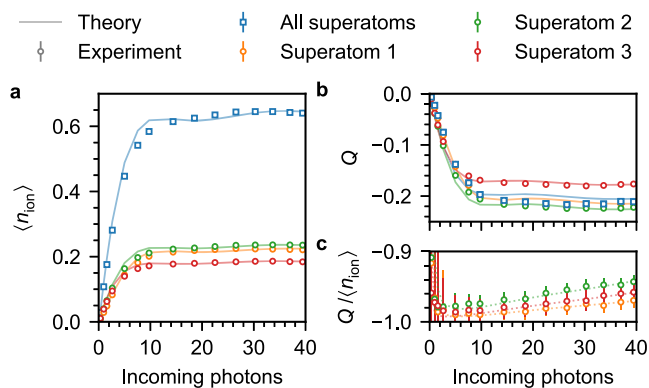 Theory
Experiment
All superatoms
Superatom 1
Superatom 2
Superatom 3
a
⟨n_ion⟩
0.6
0.4
0.2
0.0
0 10 20 30 40
Incoming photons
b
Q
0.0
−0.1
−0.2
c
Q/⟨n_ion⟩
−0.9
−1.0
0 10 20 30 40
Incoming photons